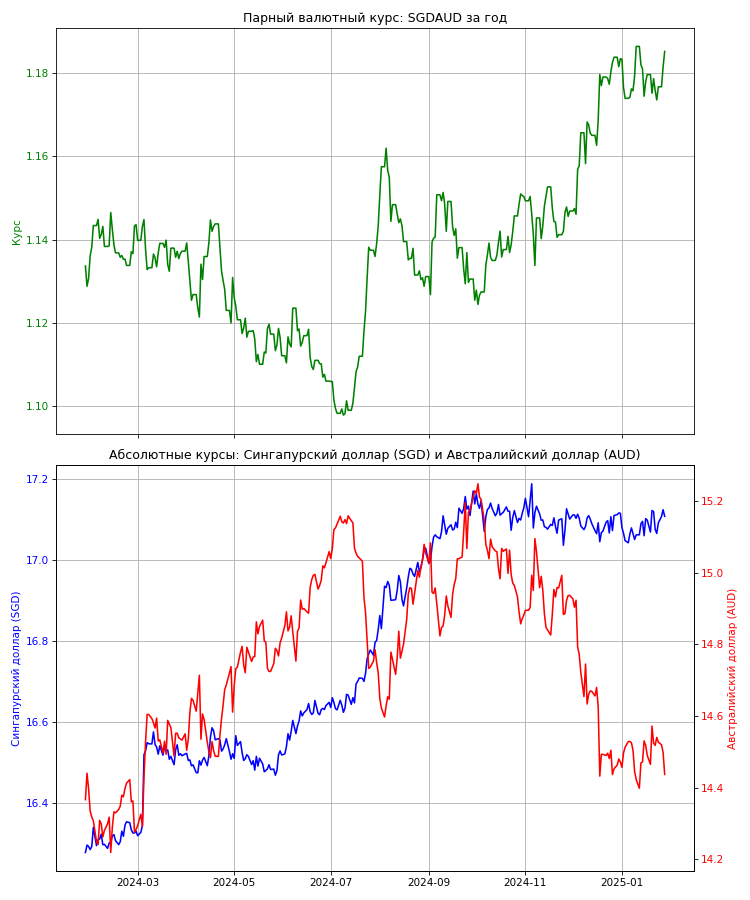 Парный валютный курс: SGDAUD за год
1.18
1.16
1.14
1.12
1.10
Курс
Абсолютные курсы: Сингапурский доллар (SGD) и Австралийский доллар (AUD)
17.2
17.0
16.8
16.6
16.4
Сингапурский доллар (SGD)
15.2
15.0
14.8
14.6
14.4
14.2
Австралийский доллар (AUD)
2024-03 2024-05 2024-07 2024-09 2024-11 2025-01